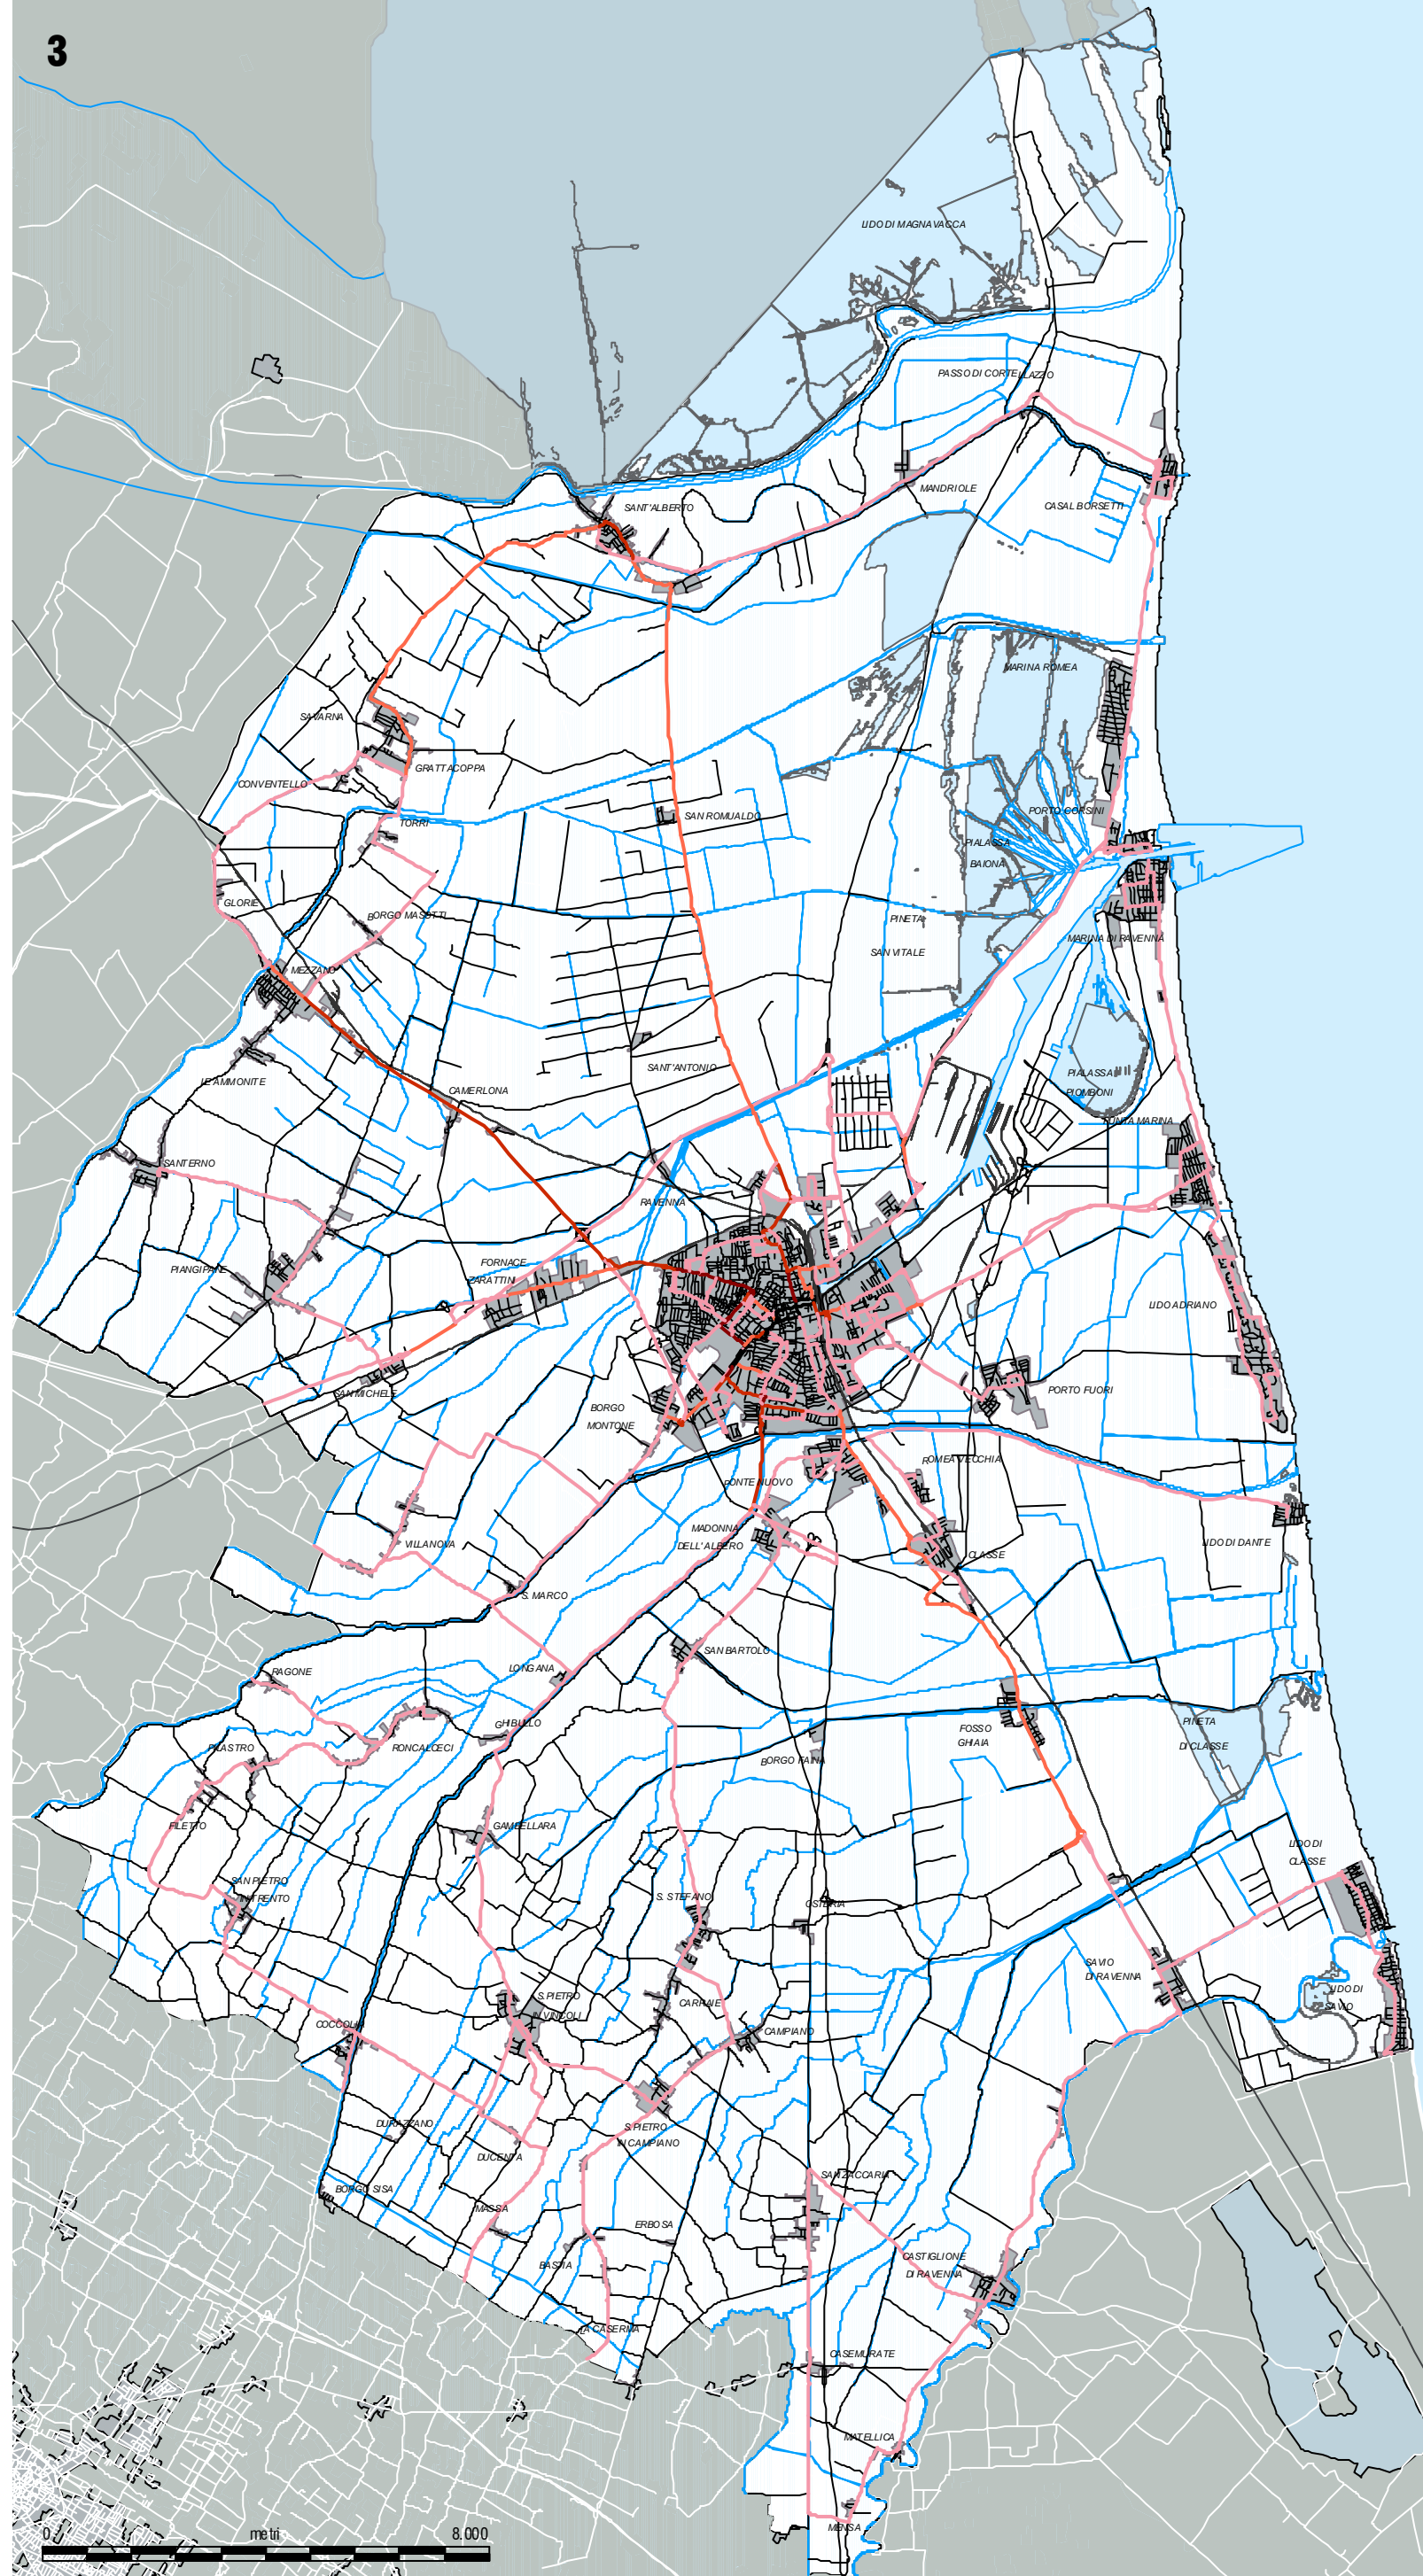 3
LIDO DI MAGNAVACCA
PASSO DI CORTELLAZZO
MANDRIOLE
CASAL BORSETTI
SANT'ALBERTO
MARINA ROMEA
SAVARNA
GRATTACOPPA
CONVENTELLO
TORRI
SAN ROMUALDO
PORTO CORSINI
PIALASSA
BAIONA
GLORIE
BORGO MASOTTI
PINETA
SAN VITALE
MARINA DI RAVENNA
MEZZANO
SANT'ANTONIO
PIALASSA
PIOMBONI
LE AMMONITE
CAMERLONA
PUNTA MARINA
SANTERNO
RAVENNA
PIANGIPANE
FORNACE
ZARATTINI
LIDO ADRIANO
SAN MICHELE
PORTO FUORI
BORGO
MONTONE
ROMEA VECCHIA
PONTE NUOVO
MADONNA
DELL'ALBERO
VILLANOVA
CLASSE
LIDO DI DANTE
S. MARCO
SAN BARTOLO
LONGANA
RAGONE
GHIBULLO
RONCALCECI
PILASTRO
FOSSO
GHIAIA
PINETA
DI CLASSE
BORGO FAINA
FILETTO
GAMBELLARA
LIDO DI
CLASSE
SAN PIETRO
IN TRENTO
S. STEFANO
OSTERIA
SAVIO
DI RAVENNA
LIDO DI
SAVIO
S.PIETRO
IN VINCOLI
CARRAIE
COCCOLIA
CAMPIANO
DURAZZANO
S.PIETRO
IN CAMPIANO
DUCENTA
SAN ZACCARIA
BORGO SISA
MASSA
ERBOSA
BASTIA
CASTIGLIONE
DI RAVENNA
LA CASERMA
CASEMURATE
MATELLICA
MENSA
0 metri 8.000